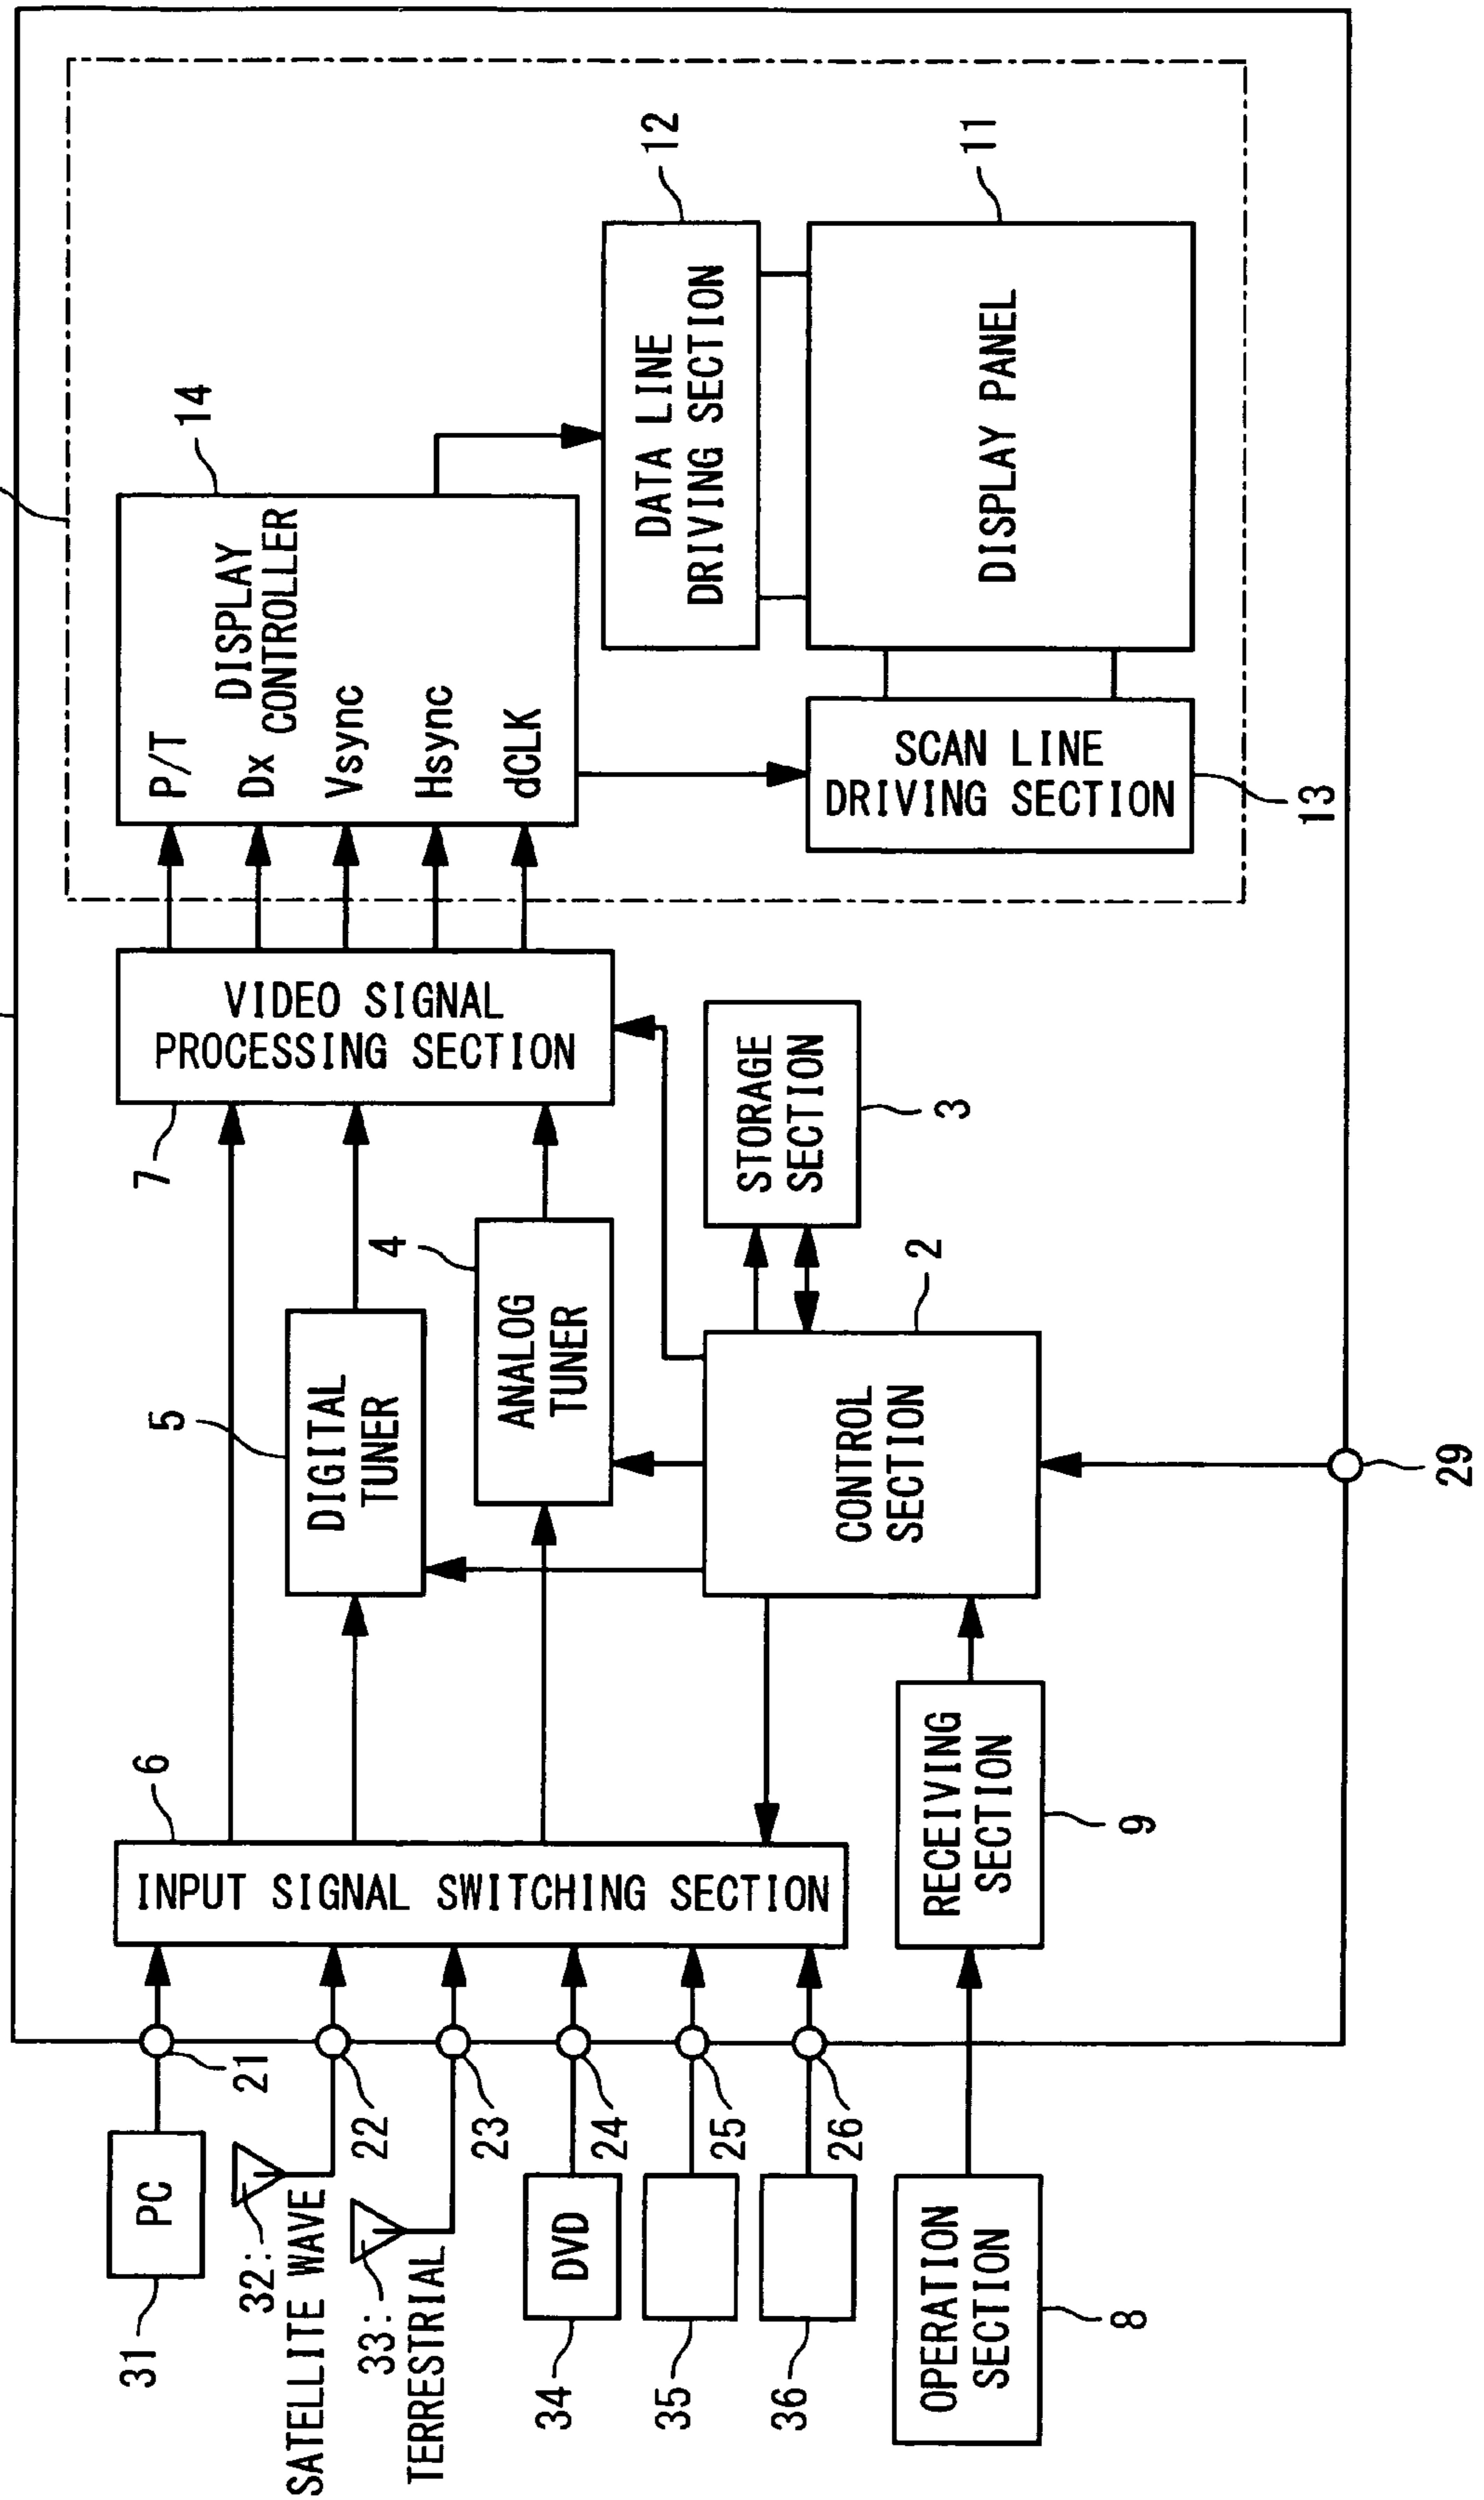 14
P/T
DISPLAY
Dx
CONTROLLER
Vsync
Hsync
dCLK
12
DATA LINE
DRIVING SECTION
11
DISPLAY PANEL
SCAN LINE
DRIVING SECTION
13
VIDEO SIGNAL
PROCESSING SECTION
7
STORAGE
SECTION
3
4
ANALOG
TUNER
5
DIGITAL
TUNER
2
CONTROL
SECTION
29
6
INPUT SIGNAL SWITCHING SECTION
RECEIVING
SECTION
9
21
22
23
24
25
26
PC
31
32:
SATELLITE WAVE
33:
TERRESTRIAL
DVD
34
35
36
OPERATION
SECTION
8